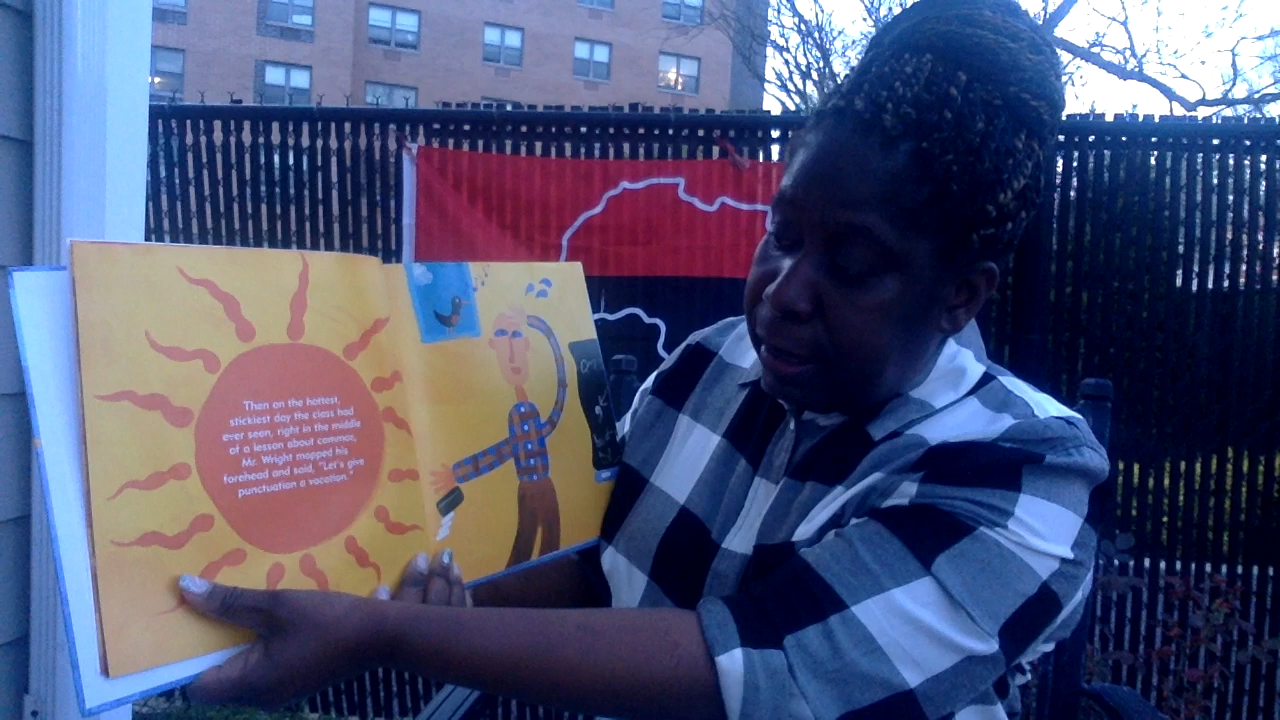 Then on the hottest,
stickiest day the class had
ever seen, right in the middle
of a lesson about commas,
Mr. Wright mopped his
forehead and said, "Let's give
punctuation a vacation."